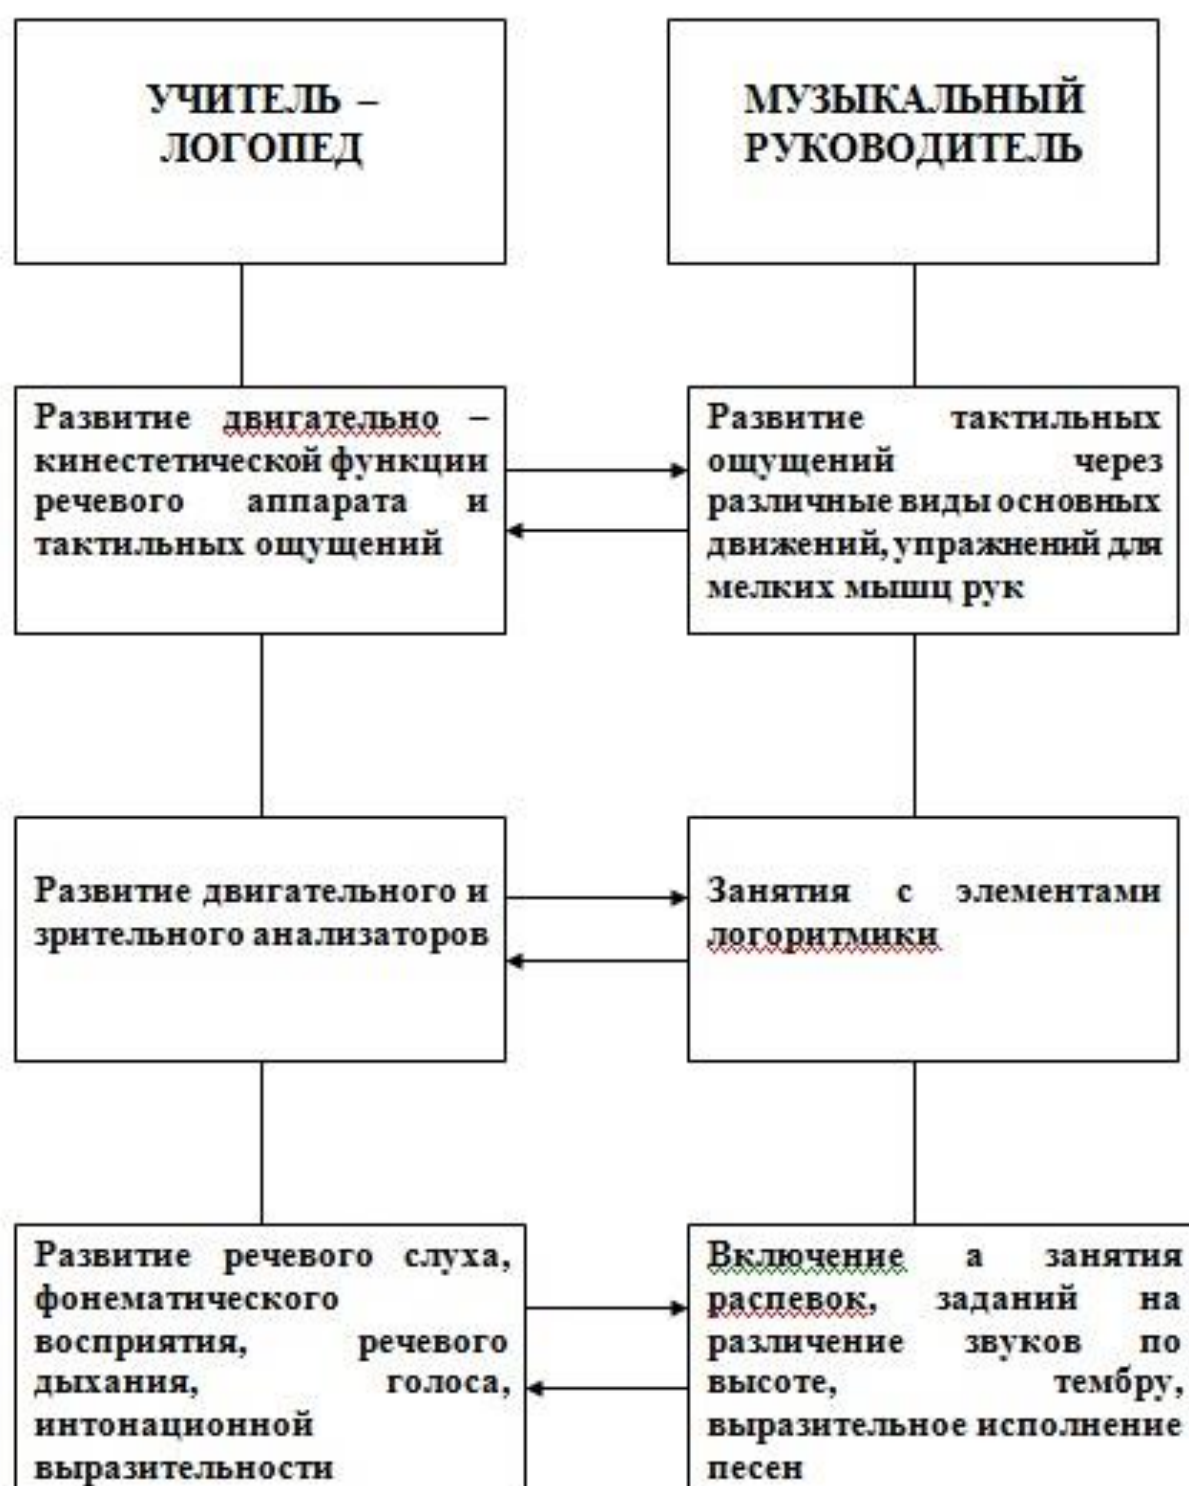 УЧИТЕЛЬ –
ЛОГОПЕД
МУЗЫКАЛЬНЫЙ
РУКОВОДИТЕЛЬ
Развитие двигательно –
кинестетической функции
речевого аппарата и
тактильных ощущений
Развитие тактильных
ощущений через
различные виды основных
движений, упражнений для
мелких мышц рук
Развитие двигательного и
зрительного анализаторов
Занятия с элементами
логоритмики
Развитие речевого слуха,
фонематического
восприятия, речевого
дыхания, голоса,
интонационной
выразительности
Включение а занятия
распевок, заданий на
различение звуков по
высоте, тембру,
выразительное исполнение
песен